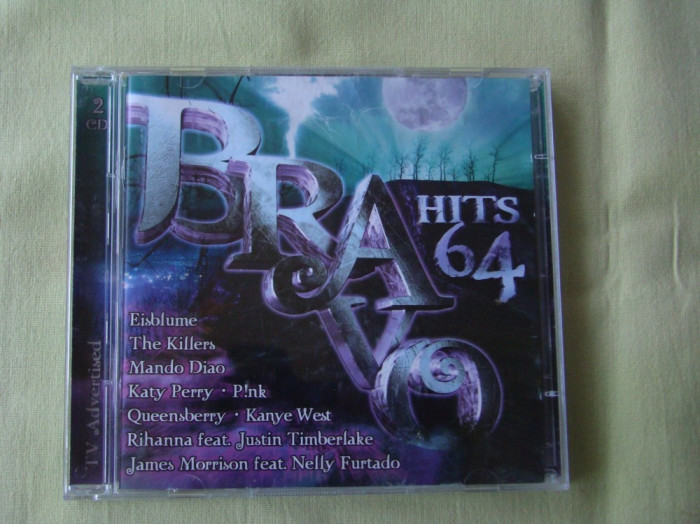 2
CD
TV Advertised
BRAVO
HITS
64
Eisblume
The Killers
Mando Diao
Katy Perry · P!nk
Queensberry · Kanye West
Rihanna feat. Justin Timberlake
James Morrison feat. Nelly Furtado